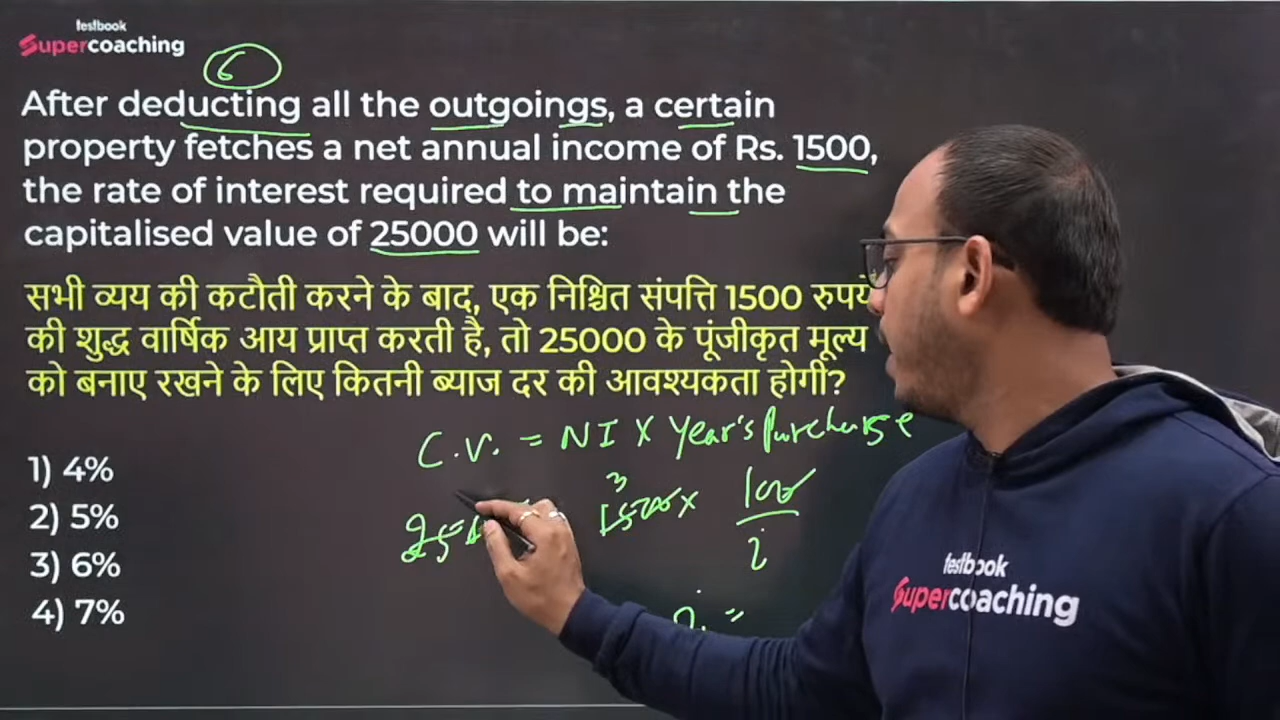 testbook
Supercoaching
6
After deducting all the outgoings, a certain
property fetches a net annual income of Rs. 1500,
the rate of interest required to maintain the
capitalised value of 25000 will be:
सभी व्यय की कटौती करने के बाद, एक निश्चित संपत्ति 1500 रुपये
की शुद्ध वार्षिक आय प्राप्त करती है, तो 25000 के पूंजीकृत मूल्य
को बनाए रखने के लिए कितनी ब्याज दर की आवश्यकता होगी?
C.V. = NI X Year's Purchase
1) 4%
3
1500 x 100
i
2) 5%
3) 6%
4) 7%
testbook
Supercoaching